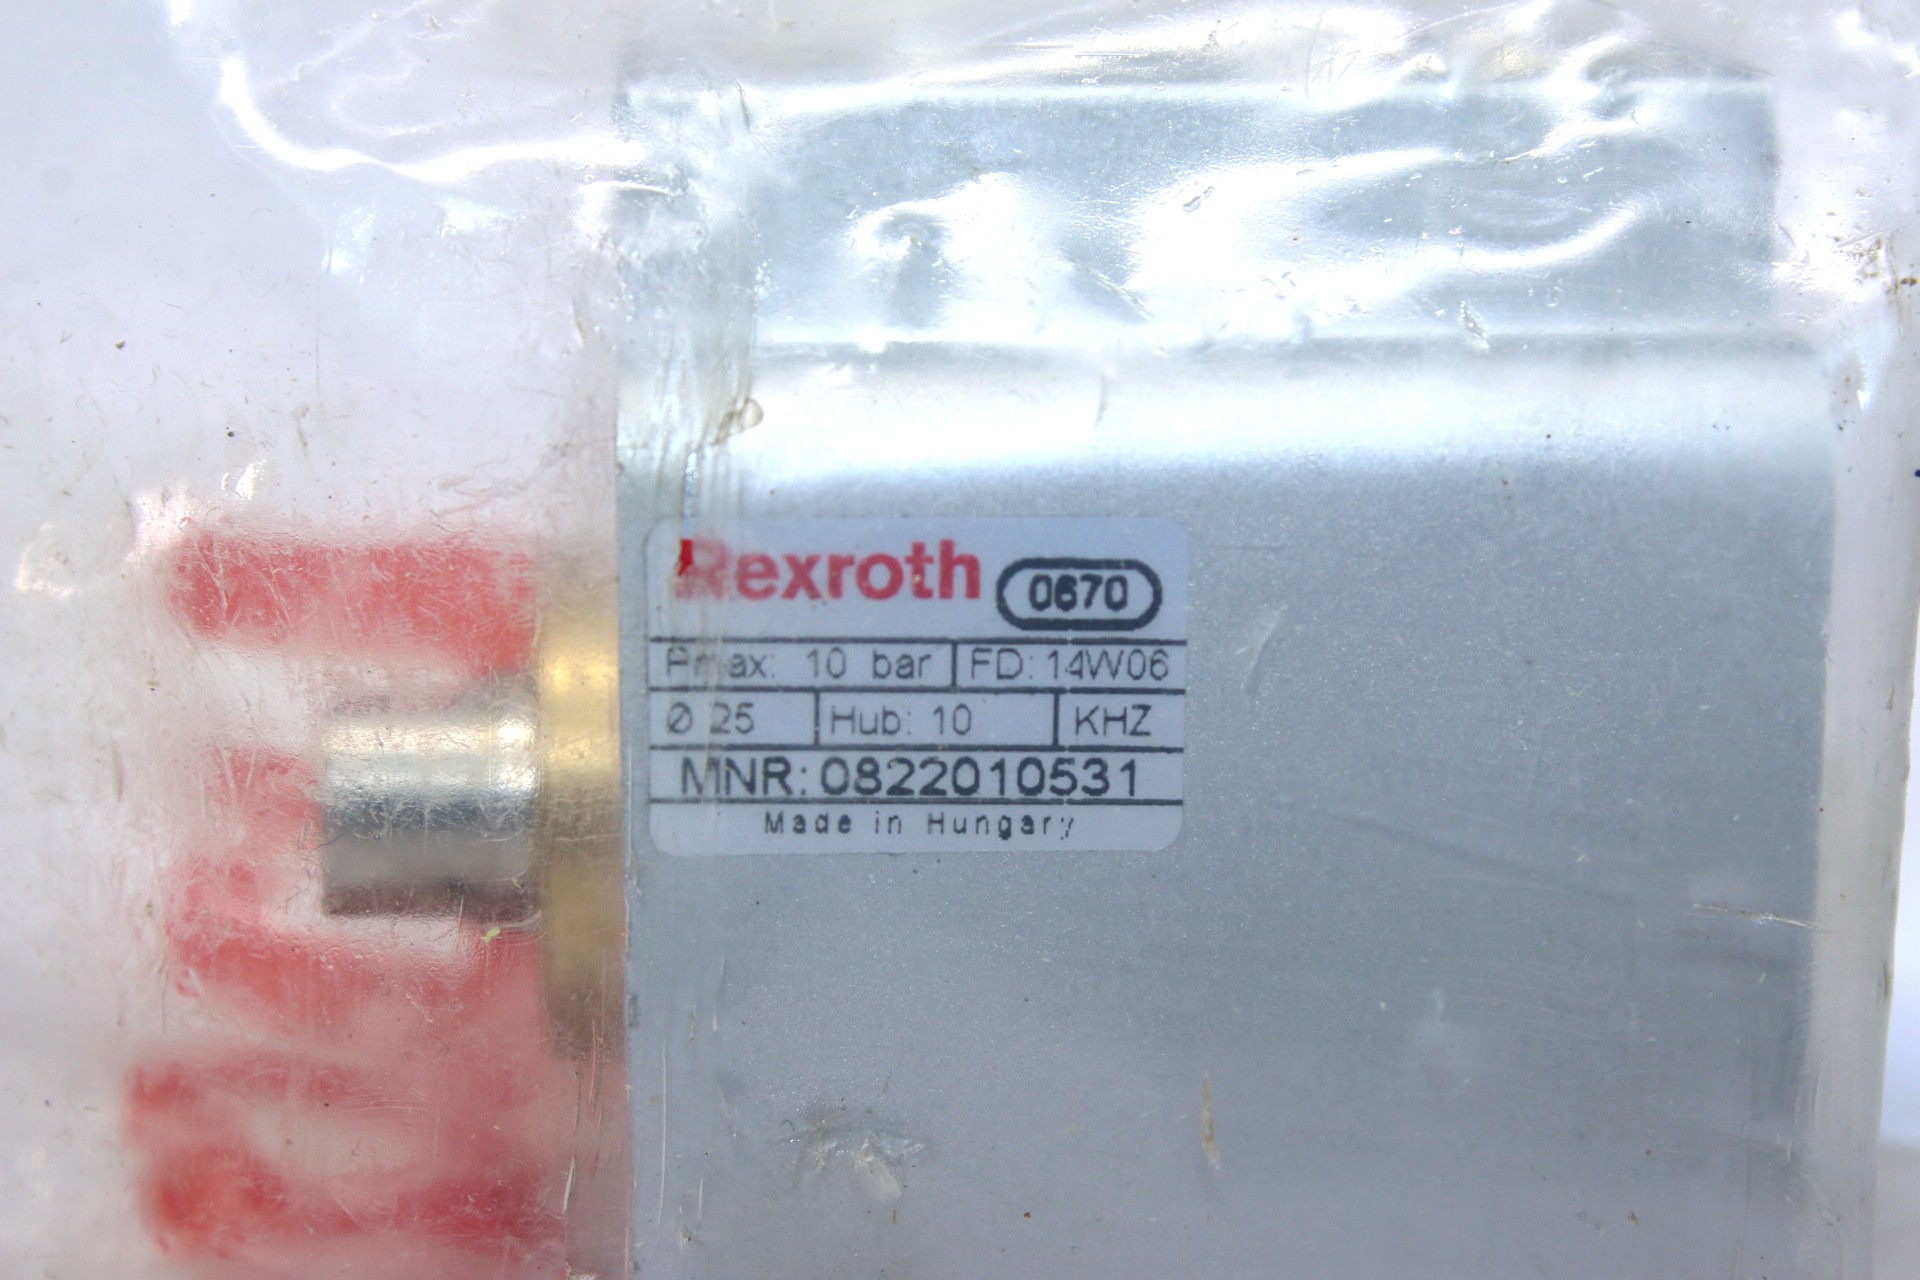 Rexroth 0670
Pmax: 10 bar FD: 14W06
Ø 25 Hub: 10 KHZ
MNR: 0822010531
Made in Hungary